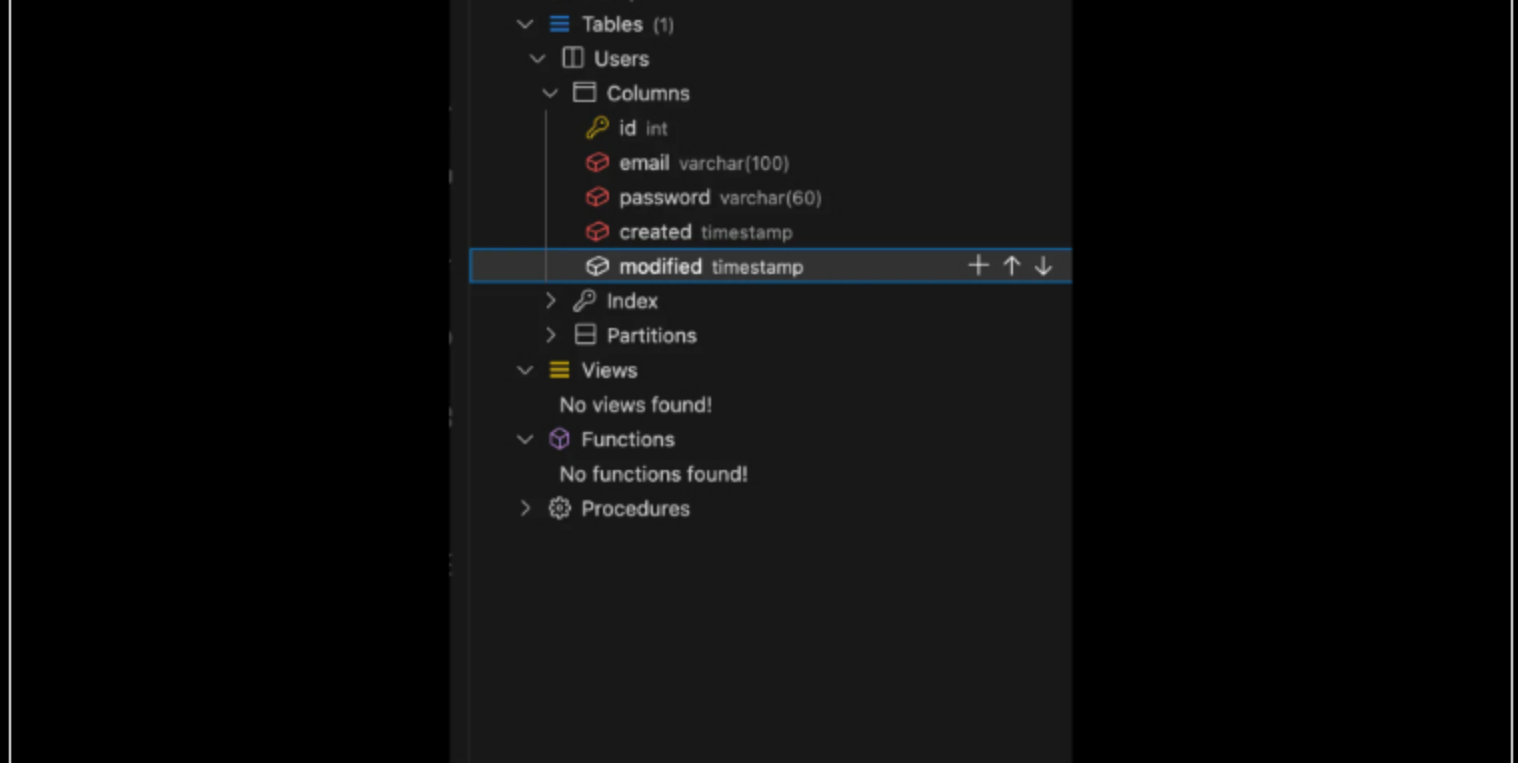 Tables (1)
Users
Columns
id int
email varchar(100)
password varchar(60)
created timestamp
modified timestamp
Index
Partitions
Views
No views found!
Functions
No functions found!
Procedures